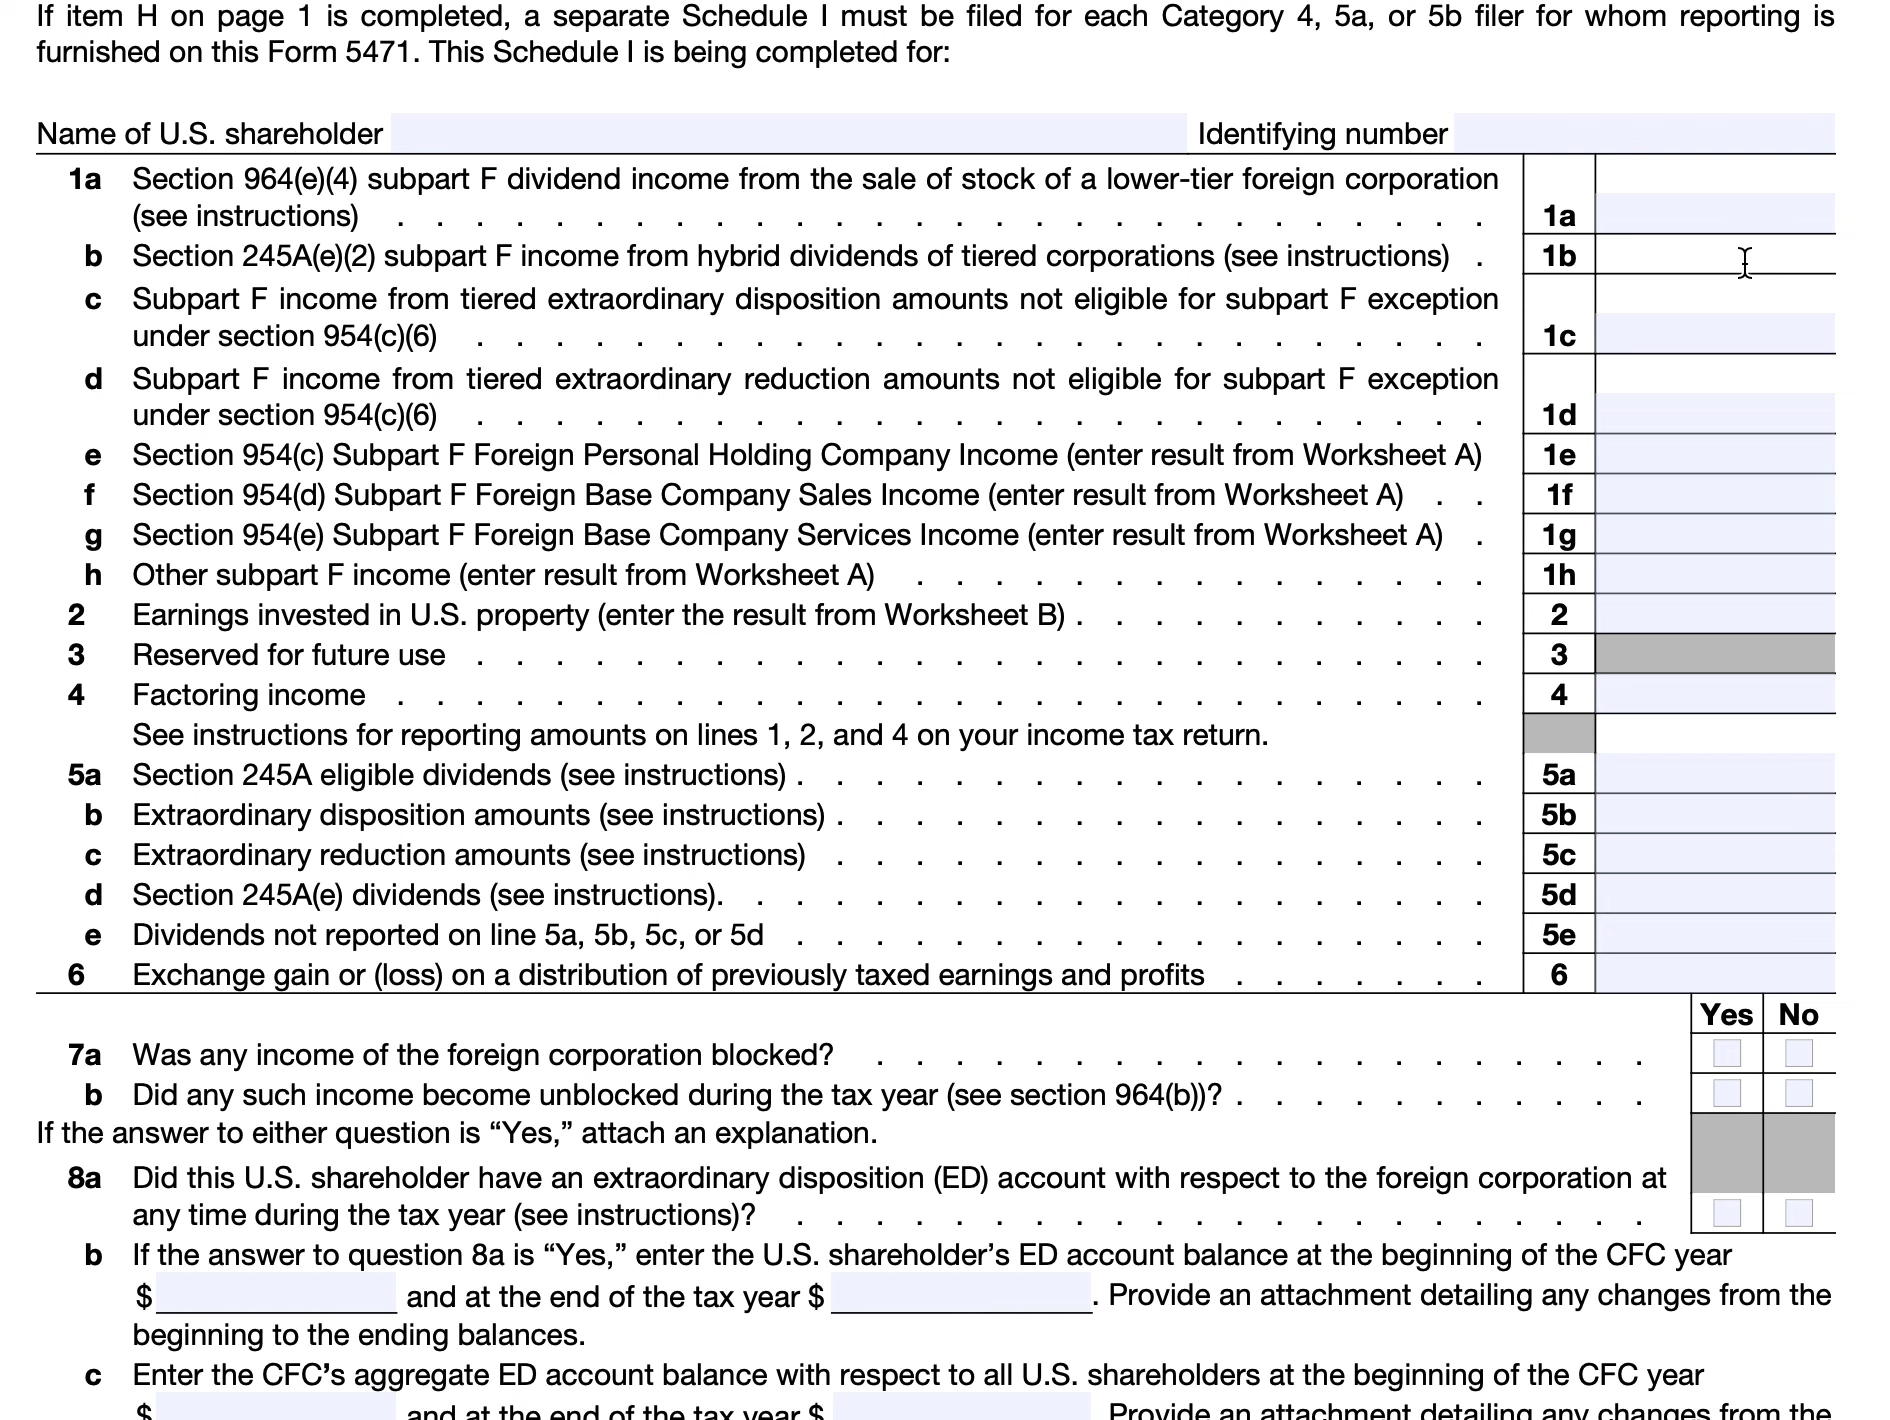 If item H on page 1 is completed, a separate Schedule I must be filed for each Category 4, 5a, or 5b filer for whom reporting is
furnished on this Form 5471. This Schedule I is being completed for:
Name of U.S. shareholder Identifying number
1a Section 964(e)(4) subpart F dividend income from the sale of stock of a lower-tier foreign corporation
(see instructions) . . . . . . . . . . . . . . . . . . . . . . . . . . . . 1a
b Section 245A(e)(2) subpart F income from hybrid dividends of tiered corporations (see instructions) . 1b
c Subpart F income from tiered extraordinary disposition amounts not eligible for subpart F exception
under section 954(c)(6) . . . . . . . . . . . . . . . . . . . . . . . . . . 1c
d Subpart F income from tiered extraordinary reduction amounts not eligible for subpart F exception
under section 954(c)(6) . . . . . . . . . . . . . . . . . . . . . . . . . . 1d
e Section 954(c) Subpart F Foreign Personal Holding Company Income (enter result from Worksheet A) 1e
f Section 954(d) Subpart F Foreign Base Company Sales Income (enter result from Worksheet A) . . 1f
g Section 954(e) Subpart F Foreign Base Company Services Income (enter result from Worksheet A) . 1g
h Other subpart F income (enter result from Worksheet A) . . . . . . . . . . . . . . . 1h
2 Earnings invested in U.S. property (enter the result from Worksheet B) . . . . . . . . . . . 2
3 Reserved for future use . . . . . . . . . . . . . . . . . . . . . . . . . . 3
4 Factoring income . . . . . . . . . . . . . . . . . . . . . . . . . . . . 4
See instructions for reporting amounts on lines 1, 2, and 4 on your income tax return.
5a Section 245A eligible dividends (see instructions) . . . . . . . . . . . . . . . . . . 5a
b Extraordinary disposition amounts (see instructions) . . . . . . . . . . . . . . . . . 5b
c Extraordinary reduction amounts (see instructions) . . . . . . . . . . . . . . . . . 5c
d Section 245A(e) dividends (see instructions). . . . . . . . . . . . . . . . . . . . 5d
e Dividends not reported on line 5a, 5b, 5c, or 5d . . . . . . . . . . . . . . . . . . 5e
6 Exchange gain or (loss) on a distribution of previously taxed earnings and profits . . . . . . . 6
Yes No
7a Was any income of the foreign corporation blocked? . . . . . . . . . . . . . . . . . . . .
b Did any such income become unblocked during the tax year (see section 964(b))? . . . . . . . . . . .
If the answer to either question is “Yes,” attach an explanation.
8a Did this U.S. shareholder have an extraordinary disposition (ED) account with respect to the foreign corporation at
any time during the tax year (see instructions)? . . . . . . . . . . . . . . . . . . . . . .
b If the answer to question 8a is “Yes,” enter the U.S. shareholder’s ED account balance at the beginning of the CFC year
$ and at the end of the tax year $ . Provide an attachment detailing any changes from the
beginning to the ending balances.
c Enter the CFC’s aggregate ED account balance with respect to all U.S. shareholders at the beginning of the CFC year
$ and at the end of the tax year $ Provide an attachment detailing any changes from the